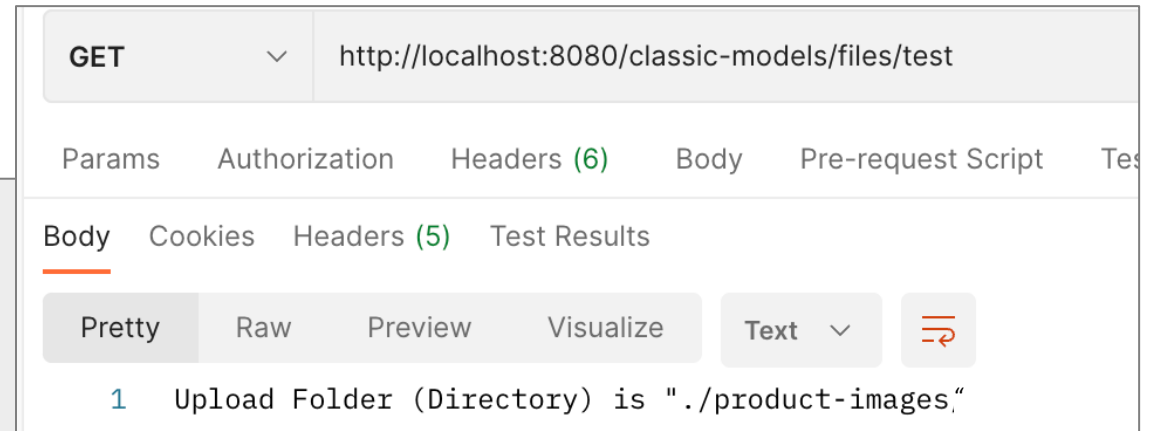 GET http://localhost:8080/classic-models/files/test
Params Authorization Headers (6) Body Pre-request Script
Body Cookies Headers (5) Test Results
Pretty Raw Preview Visualize Text
1 Upload Folder (Directory) is "./product-images/“